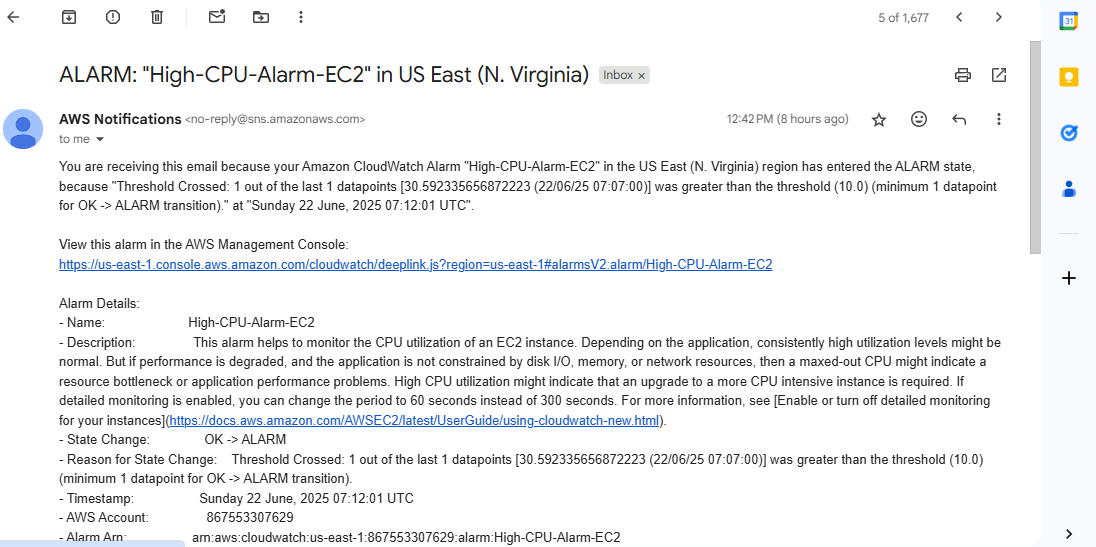 5 of 1,677
31
ALARM: "High-CPU-Alarm-EC2" in US East (N. Virginia) Inbox ×
AWS Notifications <no-reply@sns.amazonaws.com> 12:42 PM (8 hours ago)
to me
You are receiving this email because your Amazon CloudWatch Alarm "High-CPU-Alarm-EC2" in the US East (N. Virginia) region has entered the ALARM state,
because "Threshold Crossed: 1 out of the last 1 datapoints [30.592335656872223 (22/06/25 07:07:00)] was greater than the threshold (10.0) (minimum 1 datapoint
for OK -> ALARM transition)." at "Sunday 22 June, 2025 07:12:01 UTC".
View this alarm in the AWS Management Console:
https://us-east-1.console.aws.amazon.com/cloudwatch/deeplink.js?region=us-east-1#alarmsV2:alarm/High-CPU-Alarm-EC2
Alarm Details:
- Name: High-CPU-Alarm-EC2
- Description: This alarm helps to monitor the CPU utilization of an EC2 instance. Depending on the application, consistently high utilization levels might be
normal. But if performance is degraded, and the application is not constrained by disk I/O, memory, or network resources, then a maxed-out CPU might indicate a
resource bottleneck or application performance problems. High CPU utilization might indicate that an upgrade to a more CPU intensive instance is required. If
detailed monitoring is enabled, you can change the period to 60 seconds instead of 300 seconds. For more information, see [Enable or turn off detailed monitoring
for your instances](https://docs.aws.amazon.com/AWSEC2/latest/UserGuide/using-cloudwatch-new.html).
- State Change: OK -> ALARM
- Reason for State Change: Threshold Crossed: 1 out of the last 1 datapoints [30.592335656872223 (22/06/25 07:07:00)] was greater than the threshold (10.0)
(minimum 1 datapoint for OK -> ALARM transition).
- Timestamp: Sunday 22 June, 2025 07:12:01 UTC
- AWS Account: 867553307629
- Alarm Arn: arn:aws:cloudwatch:us-east-1:867553307629:alarm:High-CPU-Alarm-EC2